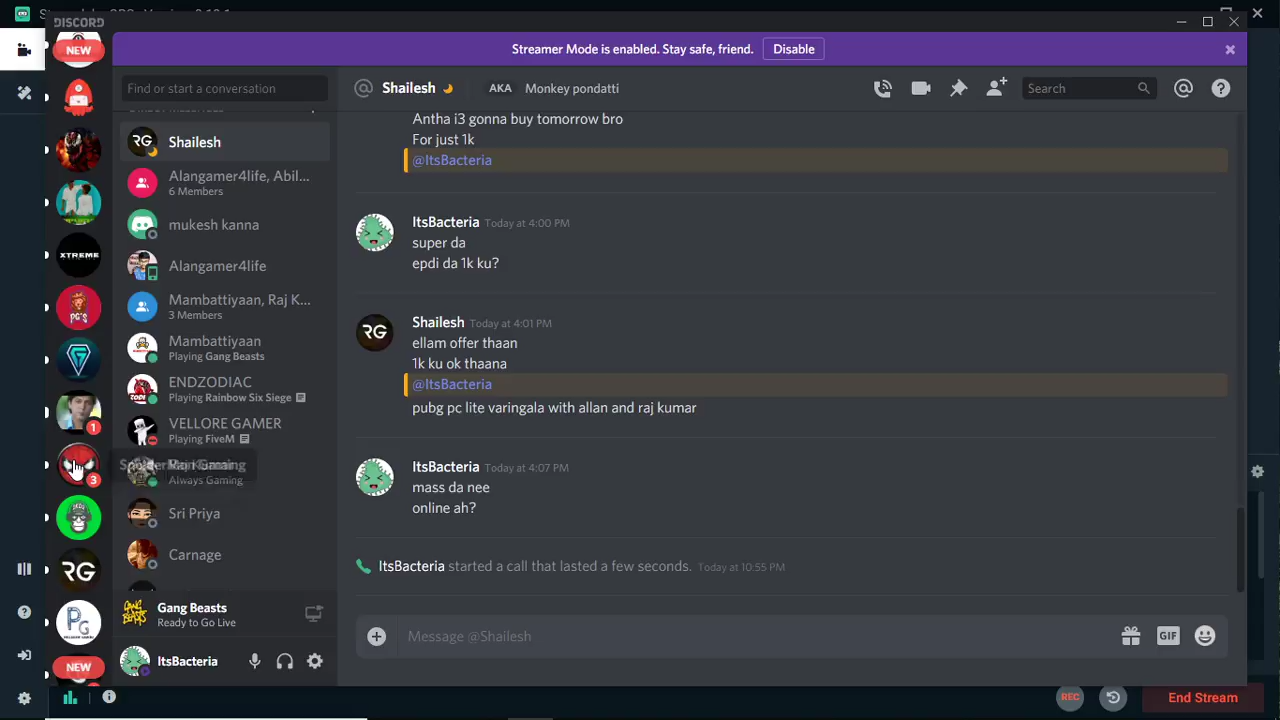 DISCORD
Streamer Mode is enabled. Stay safe, friend.
Disable
NEW
Find or start a conversation
Shailesh
AKA
Monkey pondatti
Search
Shailesh
Alangamer4life, Abil...
6 Members
mukesh kanna
Alangamer4life
Mambattiyaan, Raj K...
3 Members
Mambattiyaan
Playing Gang Beasts
ENDZODIAC
Playing Rainbow Six Siege
VELLORE GAMER
Playing FiveM
Always Gaming
Sri Priya
Carnage
XTREME
1
3
RG
PG
NEW
Gang Beasts
Ready to Go Live
ItsBacteria
Antha i3 gonna buy tomorrow bro
For just 1k
@ItsBacteria
ItsBacteria Today at 4:00 PM
super da
epdi da 1k ku?
Shailesh Today at 4:01 PM
ellam offer thaan
1k ku ok thaana
@ItsBacteria
pubg pc lite varingala with allan and raj kumar
ItsBacteria Today at 4:07 PM
mass da nee
online ah?
ItsBacteria started a call that lasted a few seconds. Today at 10:55 PM
Message @Shailesh
GIF
REC
End Stream